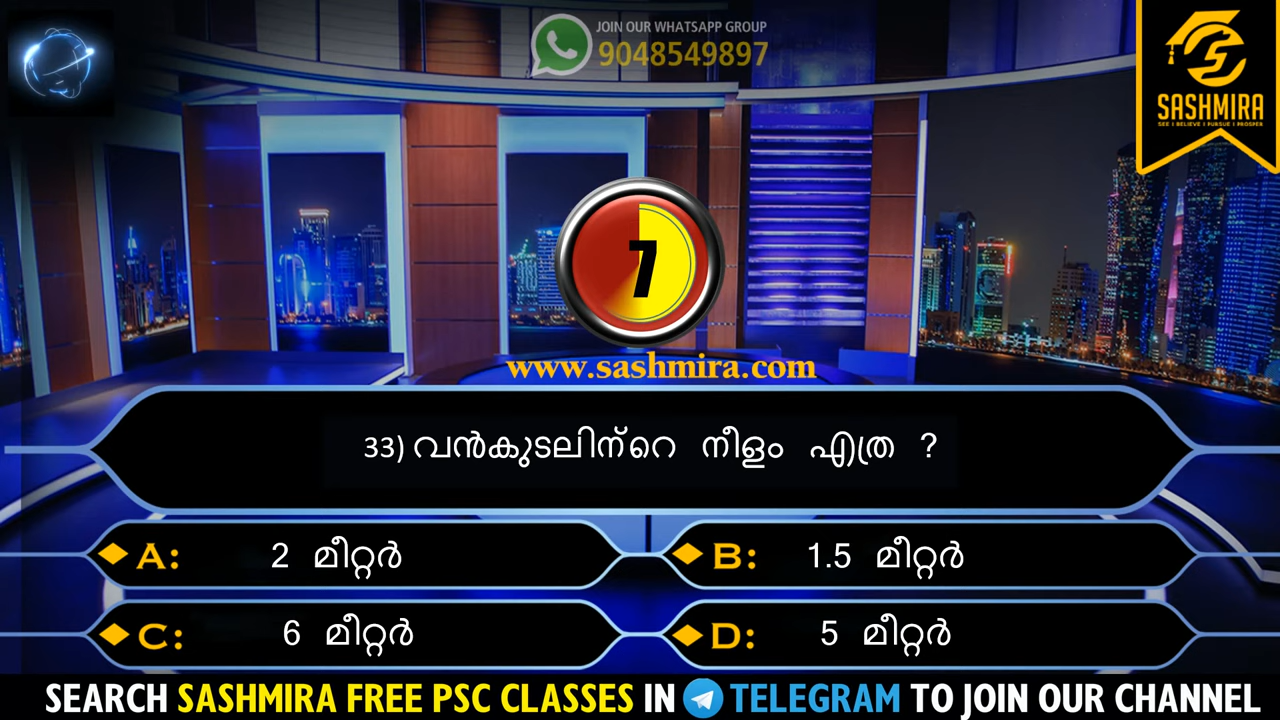 JOIN OUR WHATSAPP GROUP
9048549897
SASHMIRA
SEE | BELIEVE | PURSUE | PROSPER
7
www.sashmira.com
33) വൻകുടലിന്റെ നീളം എത്ര ?
A: 2 മീറ്റർ
B: 1.5 മീറ്റർ
C: 6 മീറ്റർ
D: 5 മീറ്റർ
SEARCH SASHMIRA FREE PSC CLASSES IN TELEGRAM TO JOIN OUR CHANNEL